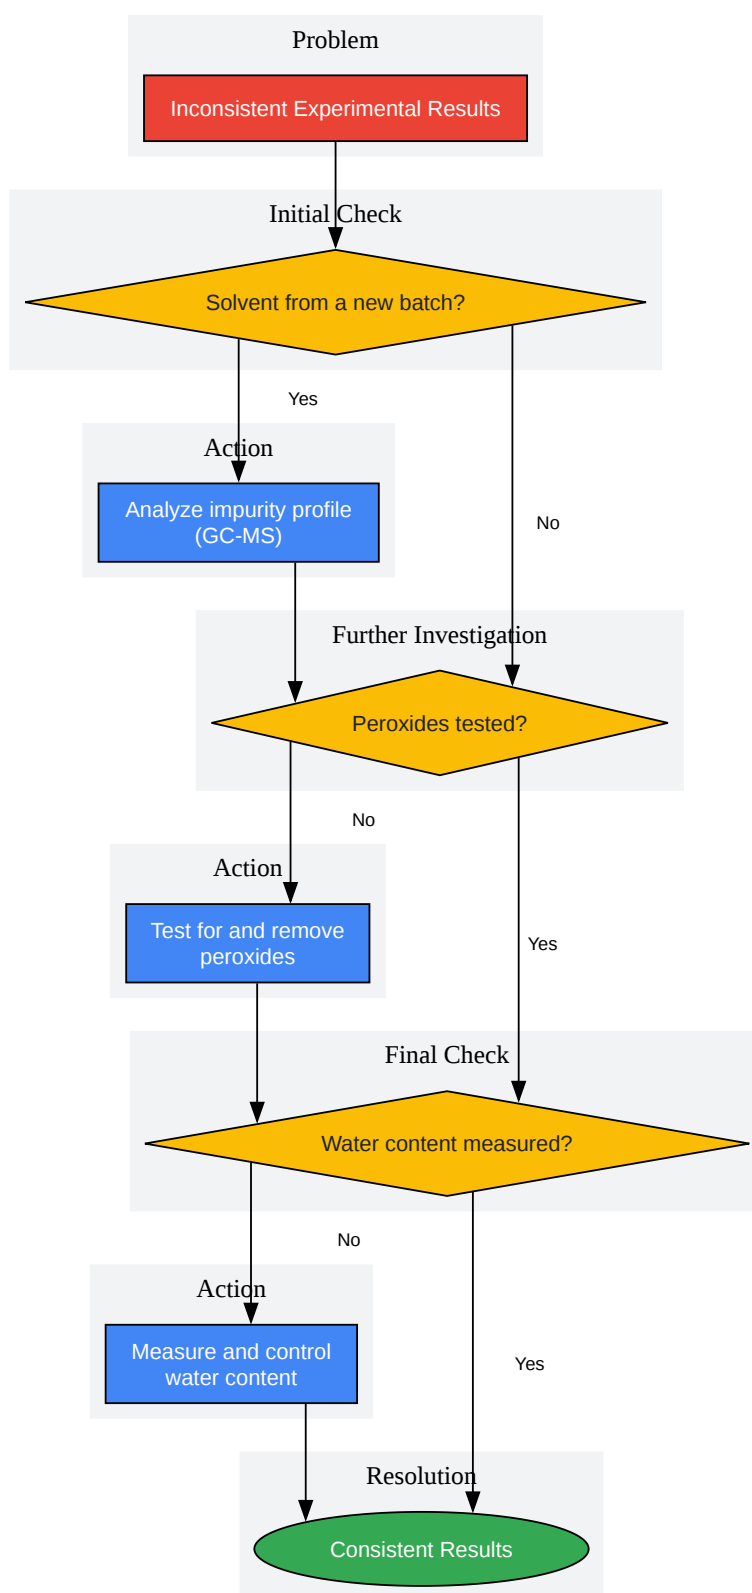 Problem
Inconsistent Experimental Results
Initial Check
Solvent from a new batch?
Yes
Action
Analyze impurity profile
(GC-MS)
No
Further Investigation
Peroxides tested?
No
Action
Test for and remove
peroxides
Yes
Final Check
Water content measured?
No
Action
Measure and control
water content
Yes
Resolution
Consistent Results